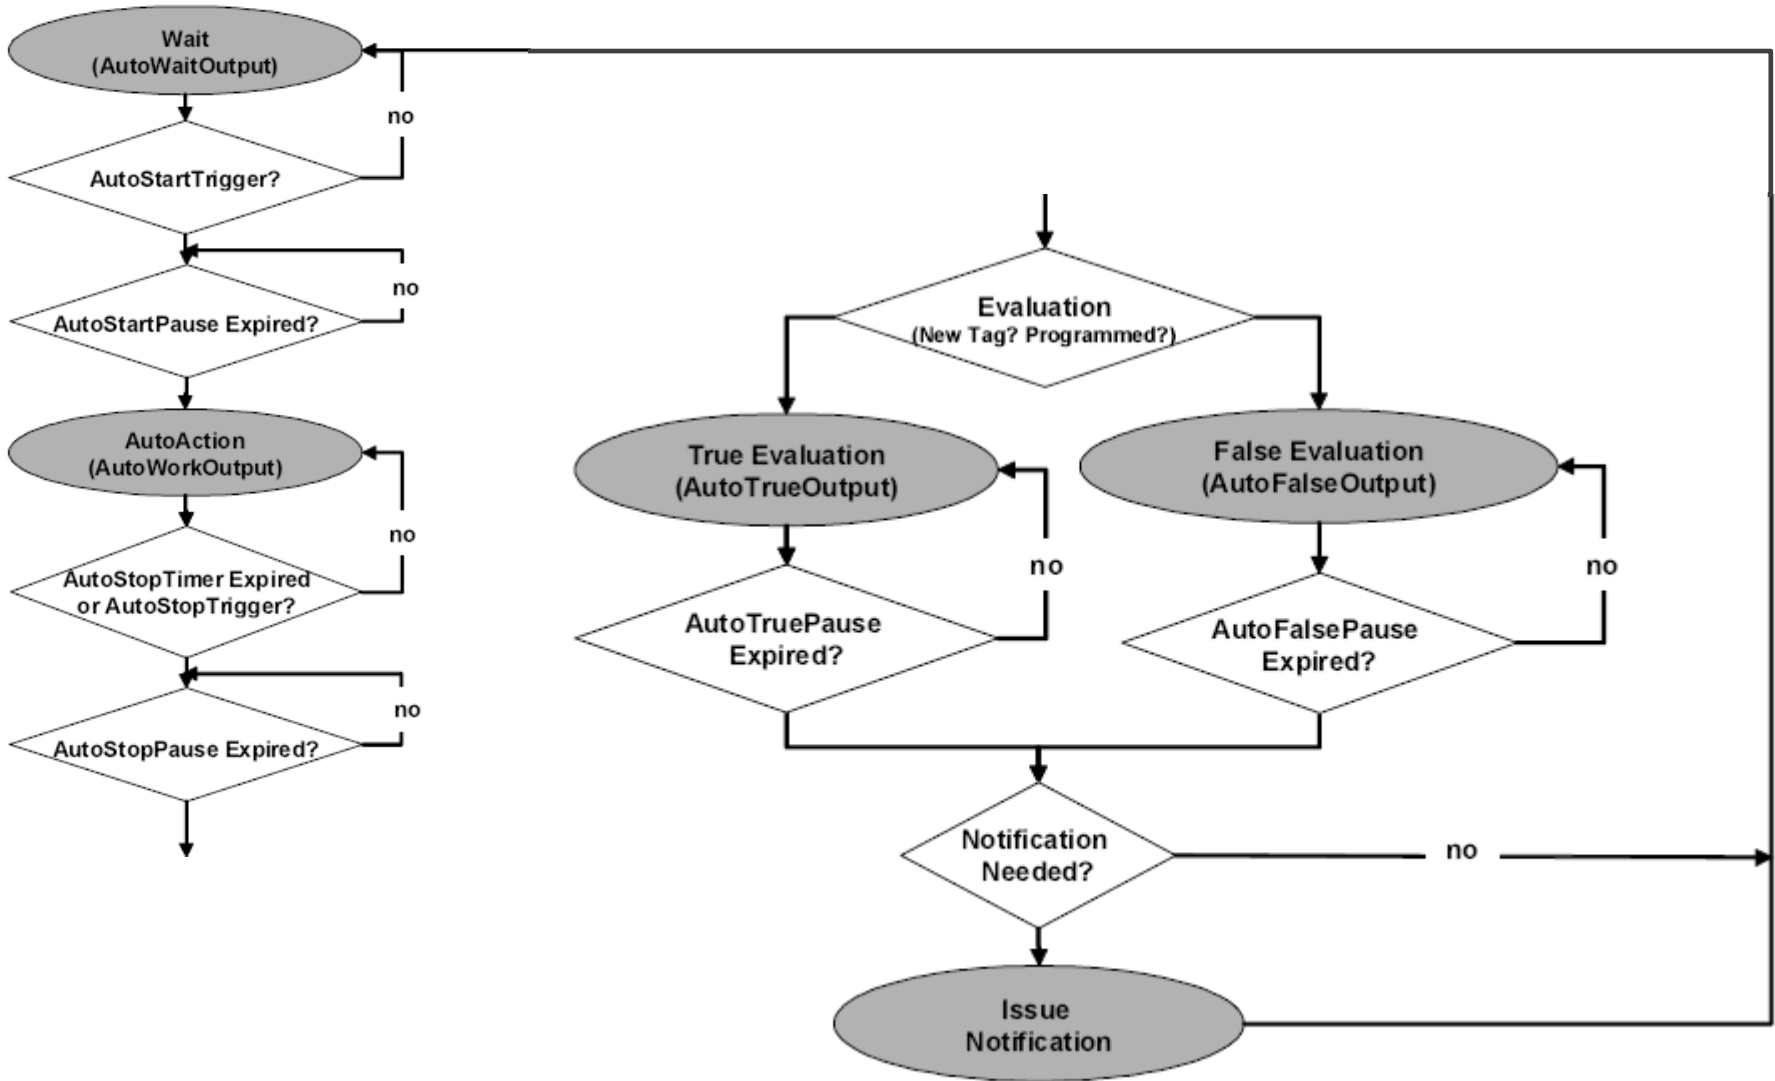 Wait
(AutoWaitOutput)
no
AutoStartTrigger?
no
AutoStartPause Expired?
AutoAction
(AutoWorkOutput)
no
AutoStopTimer Expired
or AutoStopTrigger?
no
AutoStopPause Expired?
Evaluation
(New Tag? Programmed?)
True Evaluation
(AutoTrueOutput)
no
AutoTruePause
Expired?
False Evaluation
(AutoFalseOutput)
no
AutoFalsePause
Expired?
Notification
Needed?
no
Issue
Notification